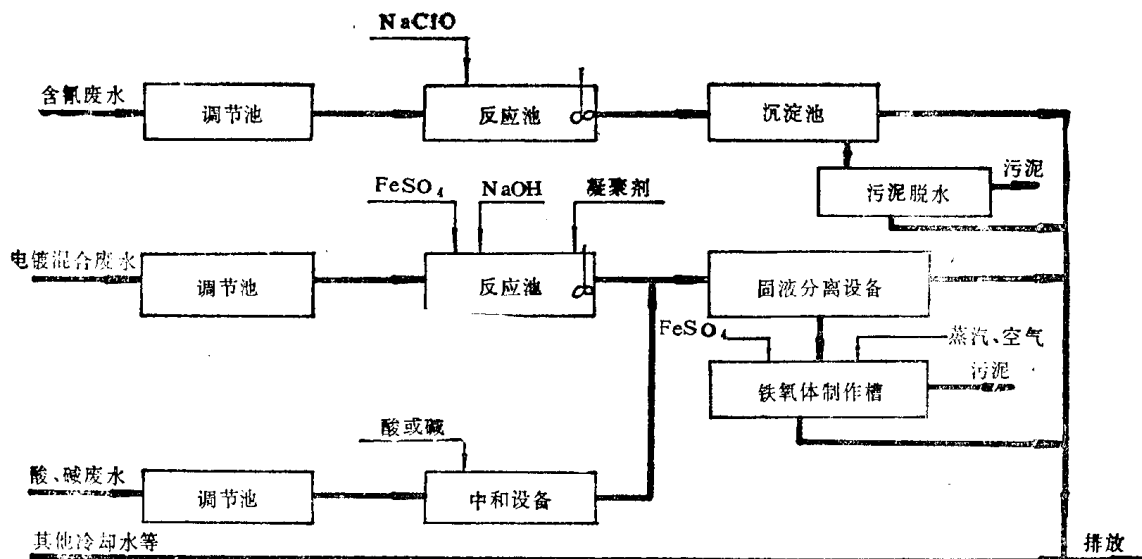 NaClO
含氰废水
调节池
反应池
沉淀池
污泥脱水
污泥
FeSO₄
NaOH
凝聚剂
电镀混合废水
调节池
反应池
固液分离设备
FeSO₄
蒸汽、空气
铁氧体制作槽
污泥
酸或碱
酸、碱废水
调节池
中和设备
其他冷却水等
排放